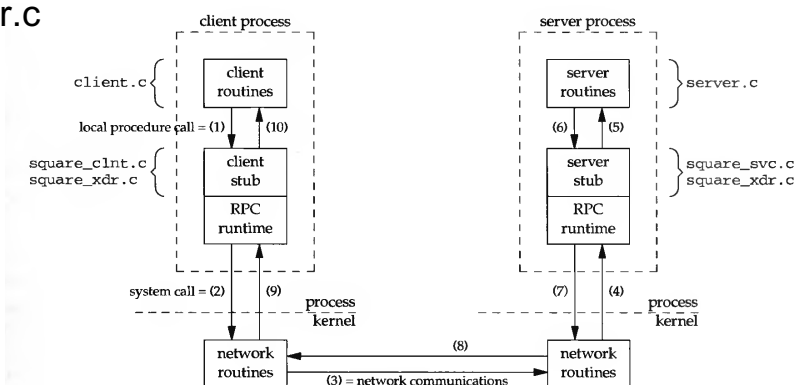 r.c
client process
server process
client.c
client
routines
server
routines
server.c
local procedure call = (1)
(10)
(6)
(5)
square_clnt.c
square_xdr.c
client
stub
RPC
runtime
server
stub
RPC
runtime
square_svc.c
square_xdr.c
system call = (2)
(9)
(7)
(4)
process
kernel
process
kernel
network
routines
(8)
(3) = network communications
network
routines